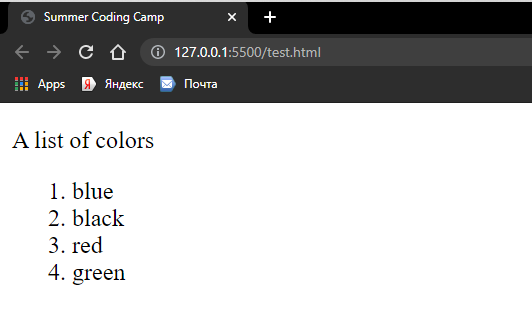 Summer Coding Camp
127.0.0.1:5500/test.html
Apps Яндекс Почта
A list of colors
1. blue
2. black
3. red
4. green